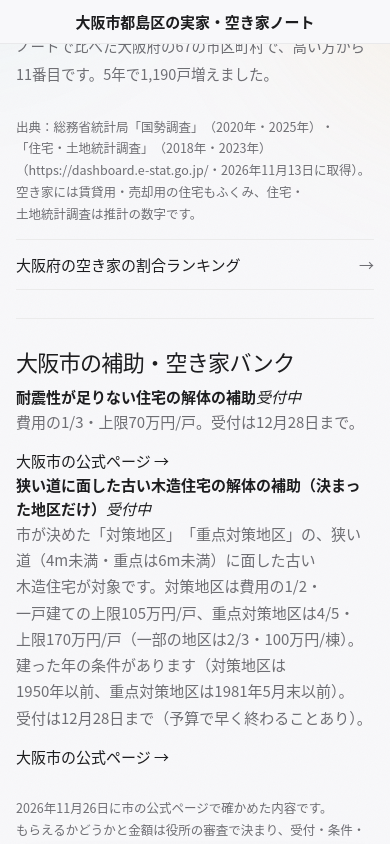 大阪市都島区の実家・空き家ノート
ノートで比べた大阪府の67の市区町村で、高い方から
11番目です。5年で1,190戸増えました。
出典：総務省統計局「国勢調査」（2020年・2025年）・
「住宅・土地統計調査」（2018年・2023年）
（https://dashboard.e-stat.go.jp/・2026年11月13日に取得）。
空き家には賃貸用・売却用の住宅もふくみ、住宅・
土地統計調査は推計の数字です。
大阪府の空き家の割合ランキング →
大阪市の補助・空き家バンク
耐震性が足りない住宅の解体の補助受付中
費用の1/3・上限70万円/戸。受付は12月28日まで。
大阪市の公式ページ →
狭い道に面した古い木造住宅の解体の補助（決まっ
た地区だけ）受付中
市が決めた「対策地区」「重点対策地区」の、狭い
道（4m未満・重点は6m未満）に面した古い
木造住宅が対象です。対策地区は費用の1/2・
一戸建ての上限105万円/戸、重点対策地区は4/5・
上限170万円/戸（一部の地区は2/3・100万円/棟）。
建った年の条件があります（対策地区は
1950年以前、重点対策地区は1981年5月末以前）。
受付は12月28日まで（予算で早く終わることあり）。
大阪市の公式ページ →
2026年11月26日に市の公式ページで確かめた内容です。
もらえるかどうかと金額は役所の審査で決まり、受付・条件・